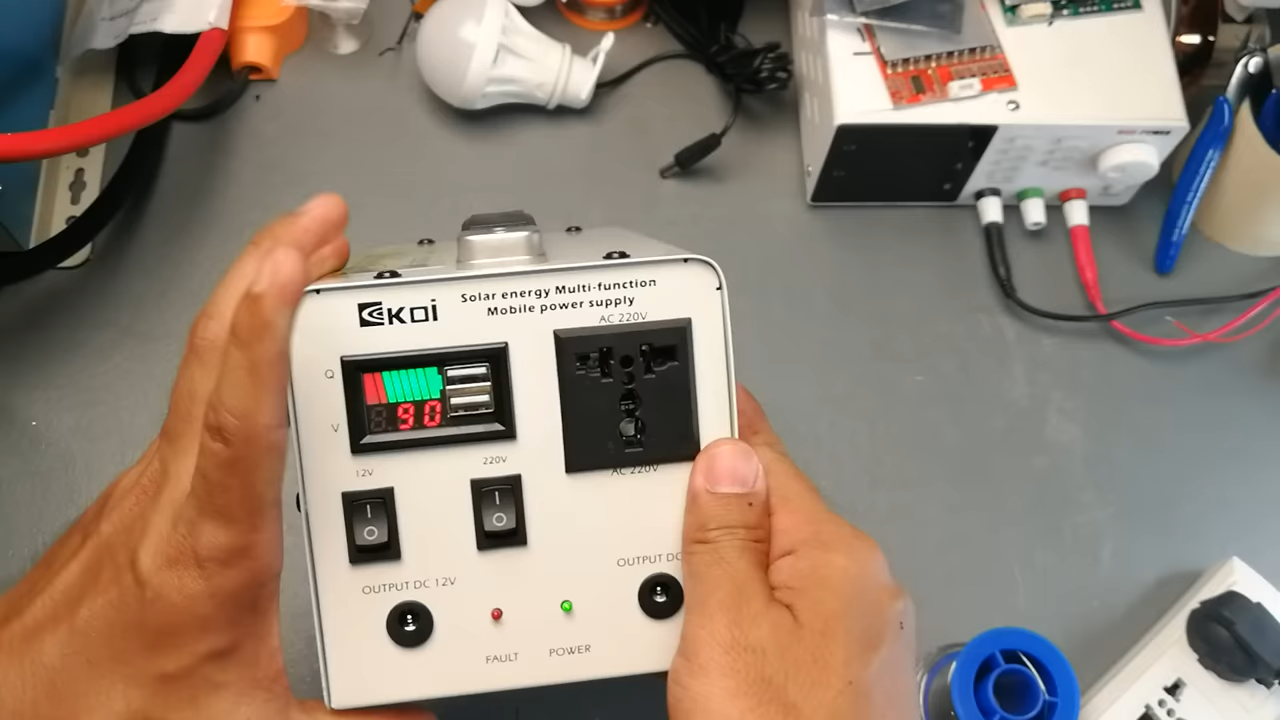 KOI
Solar energy Multi-function
Mobile power supply
AC 220V
Q
V
90
12V
220V
AC 220V
OUTPUT DC 12V
OUTPUT DC
FAULT
POWER